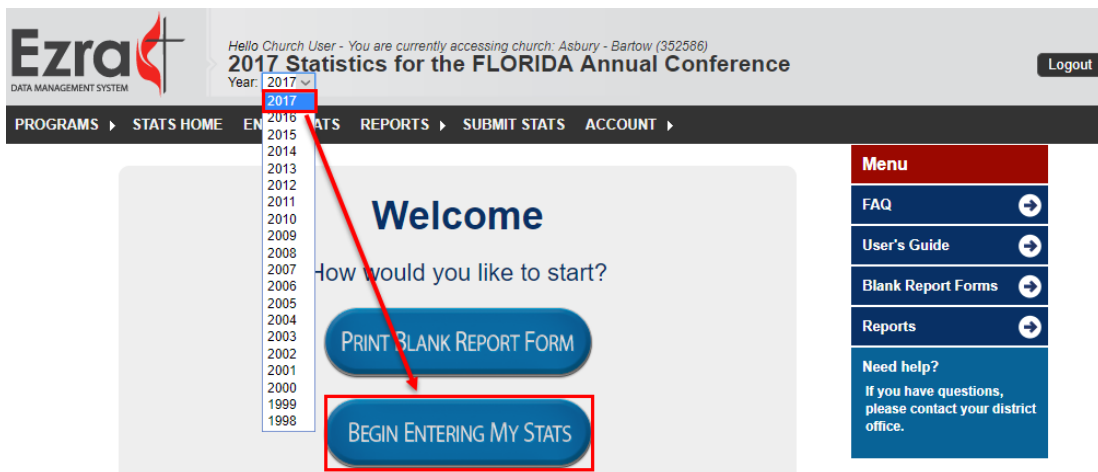 Ezra
DATA MANAGEMENT SYSTEM
Hello Church User - You are currently accessing church: Asbury - Bartow (352586)
2017 Statistics for the FLORIDA Annual Conference
Year: 2017
Logout
PROGRAMS STATS HOME EN ATS REPORTS SUBMIT STATS ACCOUNT
2017
2016
2015
2014
2013
2012
2011
2010
2009
2008
2007
2006
2005
2004
2003
2002
2001
2000
1999
1998
Welcome
How would you like to start?
PRINT BLANK REPORT FORM
BEGIN ENTERING MY STATS
Menu
FAQ
User's Guide
Blank Report Forms
Reports
Need help?
If you have questions,
please contact your district
office.